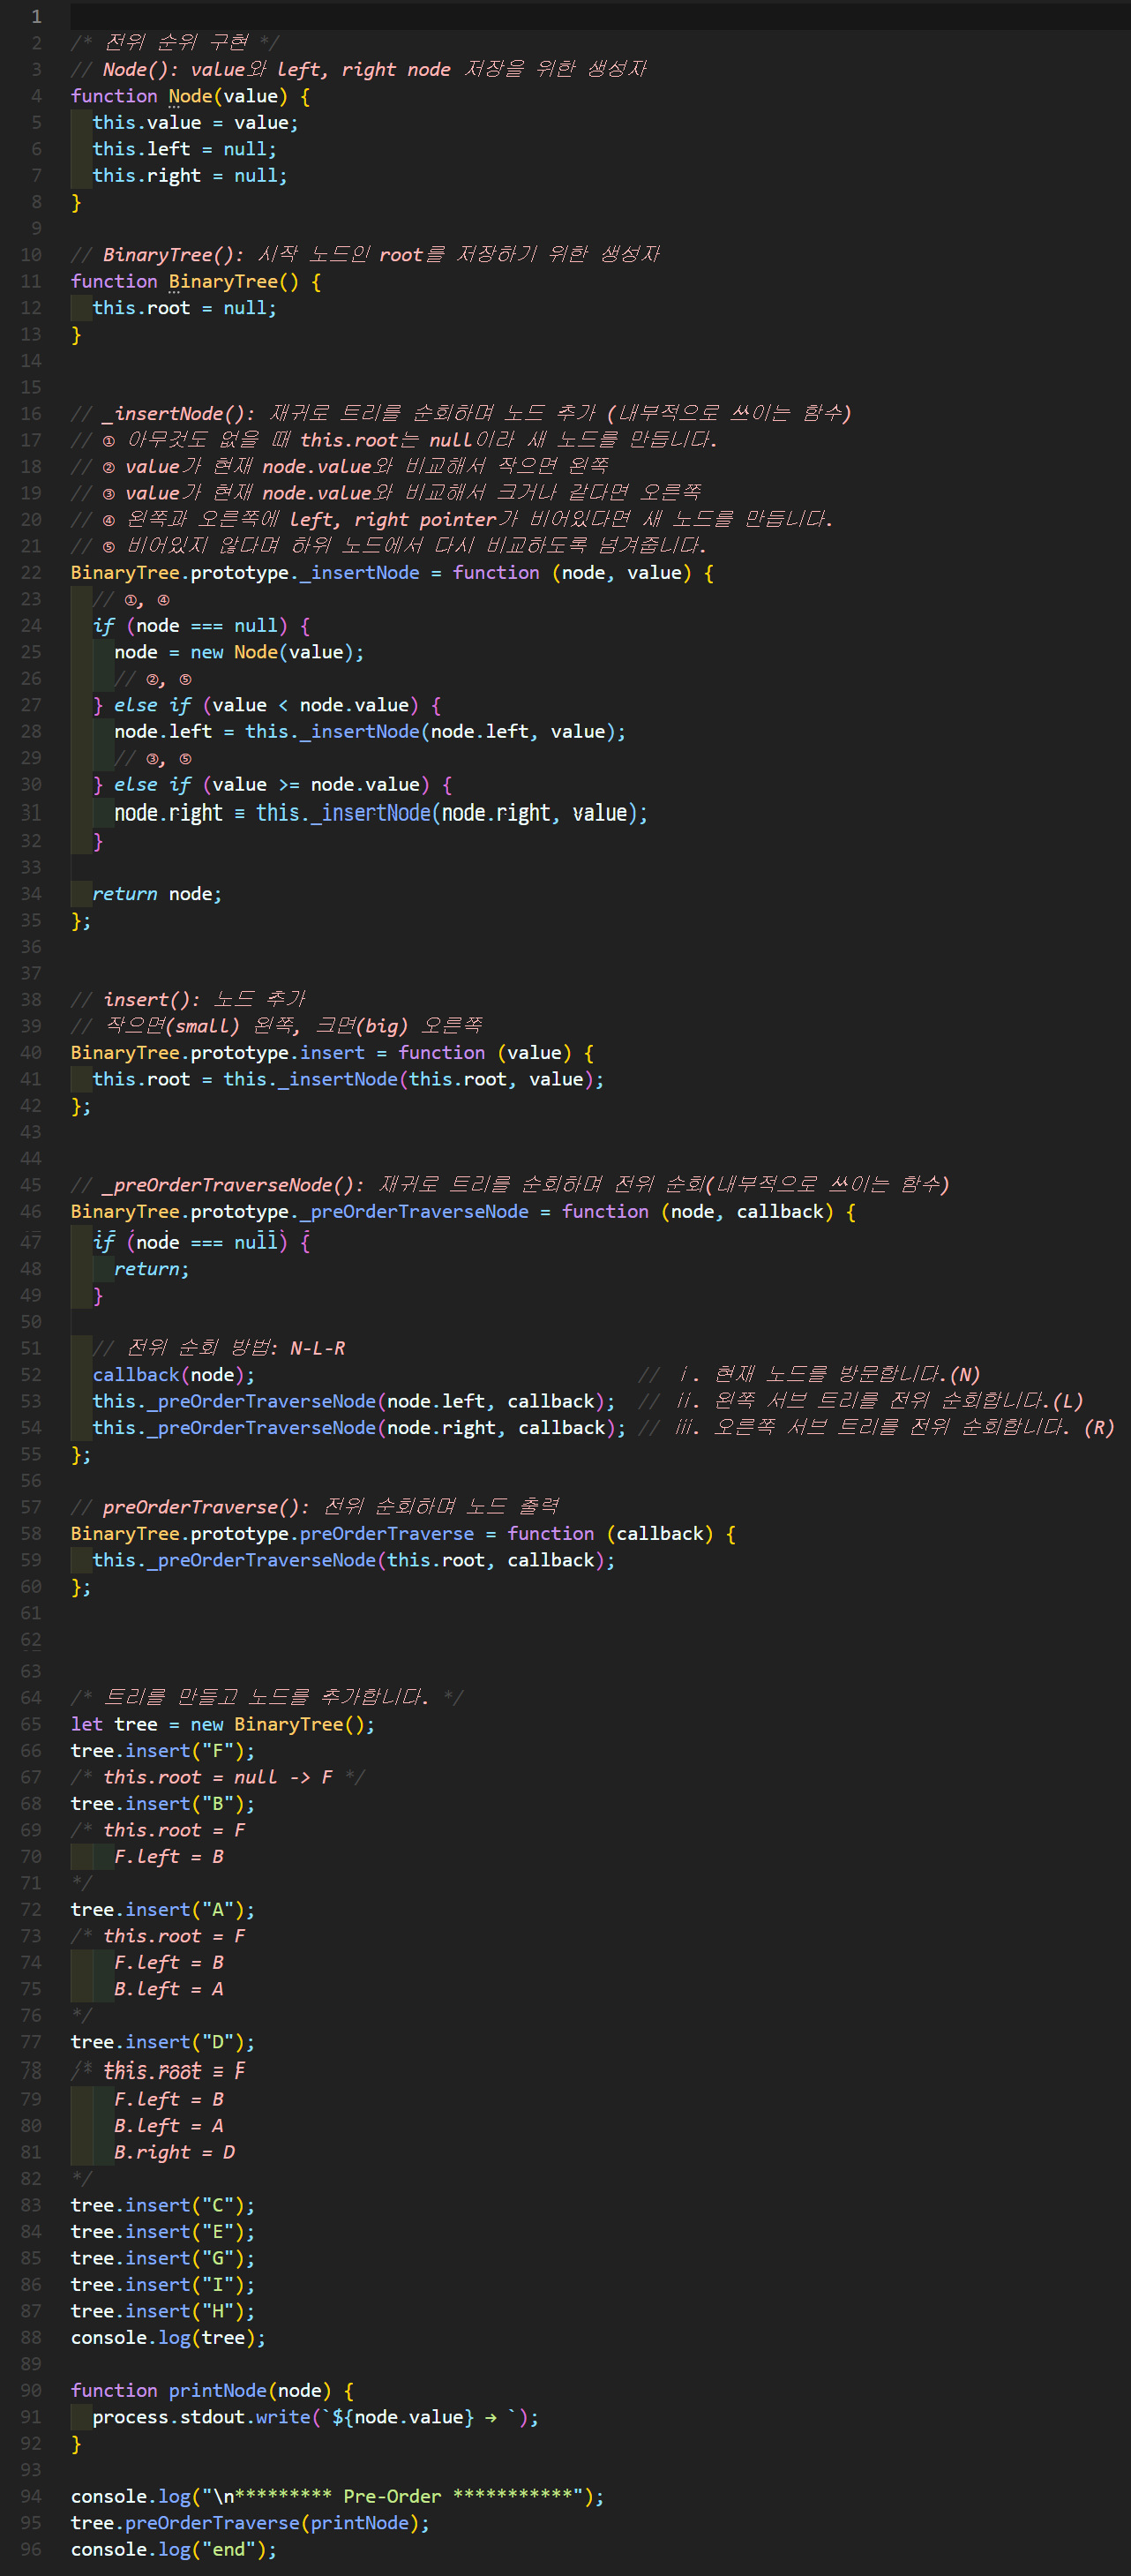 1
2 /* 전위 순위 구현 */
3 // Node(): value와 left, right node 저장을 위한 생성자
4 function Node(value) {
5   this.value = value;
6   this.left = null;
7   this.right = null;
8 }
9
10 // BinaryTree(): 시작 노드인 root를 저장하기 위한 생성자
11 function BinaryTree() {
12   this.root = null;
13 }
14
15
16 // _insertNode(): 재귀로 트리를 순회하며 노드 추가 (내부적으로 쓰이는 함수)
17 // ① 아무것도 없을 때 this.root는 null이라 새 노드를 만듭니다.
18 // ② value가 현재 node.value와 비교해서 작으면 왼쪽
19 // ③ value가 현재 node.value와 비교해서 크거나 같다면 오른쪽
20 // ④ 왼쪽과 오른쪽에 left, right pointer가 비어있다면 새 노드를 만듭니다.
21 // ⑤ 비어있지 않다며 하위 노드에서 다시 비교하도록 넘겨줍니다.
22 BinaryTree.prototype._insertNode = function (node, value) {
23   // ①, ④
24   if (node === null) {
25     node = new Node(value);
26     // ②, ⑤
27   } else if (value < node.value) {
28     node.left = this._insertNode(node.left, value);
29     // ③, ⑤
30   } else if (value >= node.value) {
31     node.right = this._insertNode(node.right, value);
32   }
33
34   return node;
35 };
36
37
38 // insert(): 노드 추가
39 // 작으면(small) 왼쪽, 크면(big) 오른쪽
40 BinaryTree.prototype.insert = function (value) {
41   this.root = this._insertNode(this.root, value);
42 };
43
44
45 // _preOrderTraverseNode(): 재귀로 트리를 순회하며 전위 순회(내부적으로 쓰이는 함수)
46 BinaryTree.prototype._preOrderTraverseNode = function (node, callback) {
47   if (node === null) {
48     return;
49   }
50
51   // 전위 순회 방법: N-L-R
52   callback(node);                                   // ⅰ. 현재 노드를 방문합니다.(N)
53   this._preOrderTraverseNode(node.left, callback);  // ⅱ. 왼쪽 서브 트리를 전위 순회합니다.(L)
54   this._preOrderTraverseNode(node.right, callback); // ⅲ. 오른쪽 서브 트리를 전위 순회합니다. (R)
55 };
56
57 // preOrderTraverse(): 전위 순회하며 노드 출력
58 BinaryTree.prototype.preOrderTraverse = function (callback) {
59   this._preOrderTraverseNode(this.root, callback);
60 };
61
62
63
64 /* 트리를 만들고 노드를 추가합니다. */
65 let tree = new BinaryTree();
66 tree.insert("F");
67 /* this.root = null -> F */
68 tree.insert("B");
69 /* this.root = F
70     F.left = B
71 */
72 tree.insert("A");
73 /* this.root = F
74     F.left = B
75     B.left = A
76 */
77 tree.insert("D");
78 /* this.root = F
79     F.left = B
80     B.left = A
81     B.right = D
82 */
83 tree.insert("C");
84 tree.insert("E");
85 tree.insert("G");
86 tree.insert("I");
87 tree.insert("H");
88 console.log(tree);
89
90 function printNode(node) {
91   process.stdout.write(`${node.value} → `);
92 }
93
94 console.log("\n********* Pre-Order ***********");
95 tree.preOrderTraverse(printNode);
96 console.log("end");